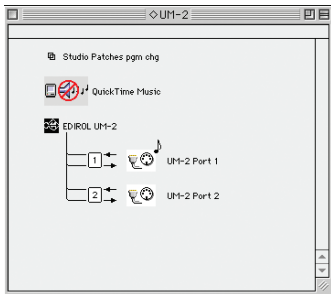 ◇UM-2
Studio Patches pgm chg
QuickTime Music
EDIROL UM-2
1
UM-2 Port 1
2
UM-2 Port 2